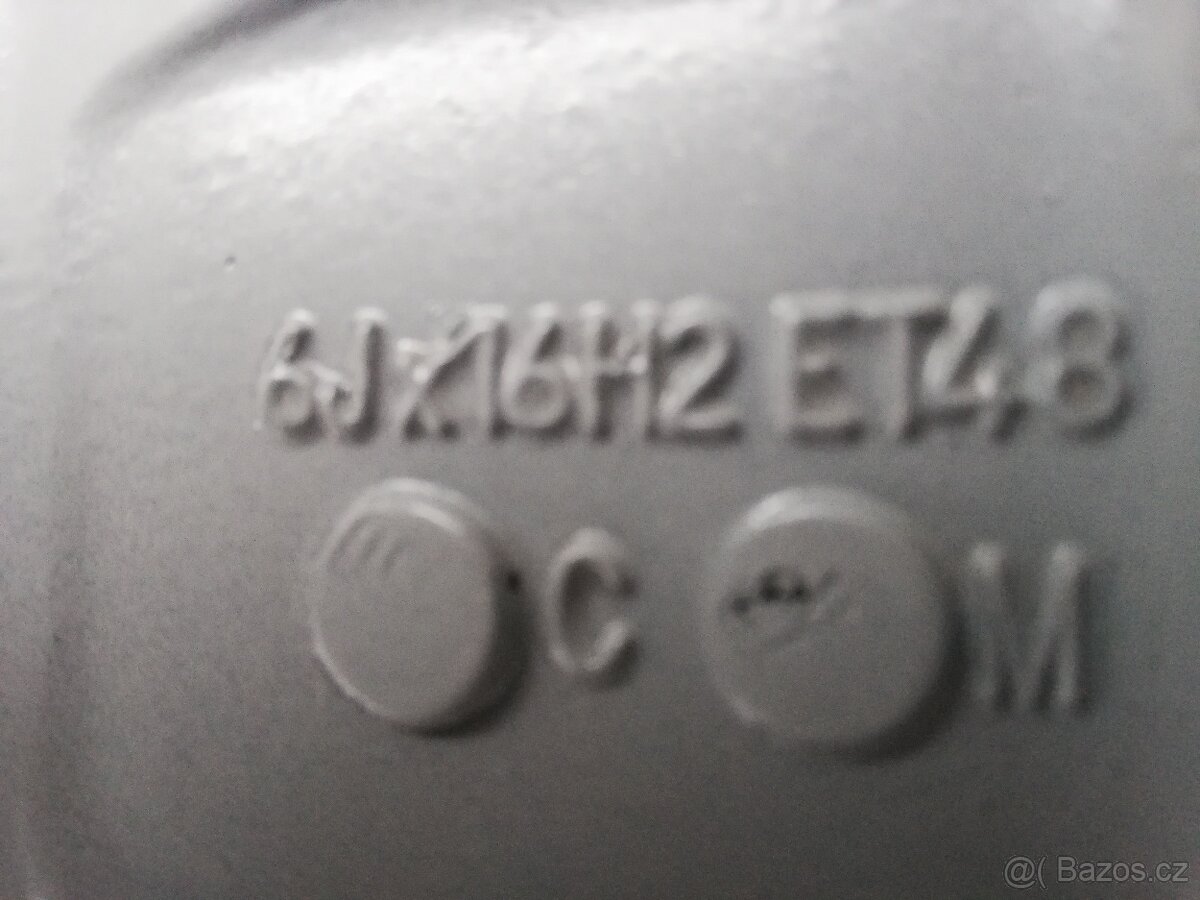 6Jx16H2 ET48
C M
@( Bazos.cz